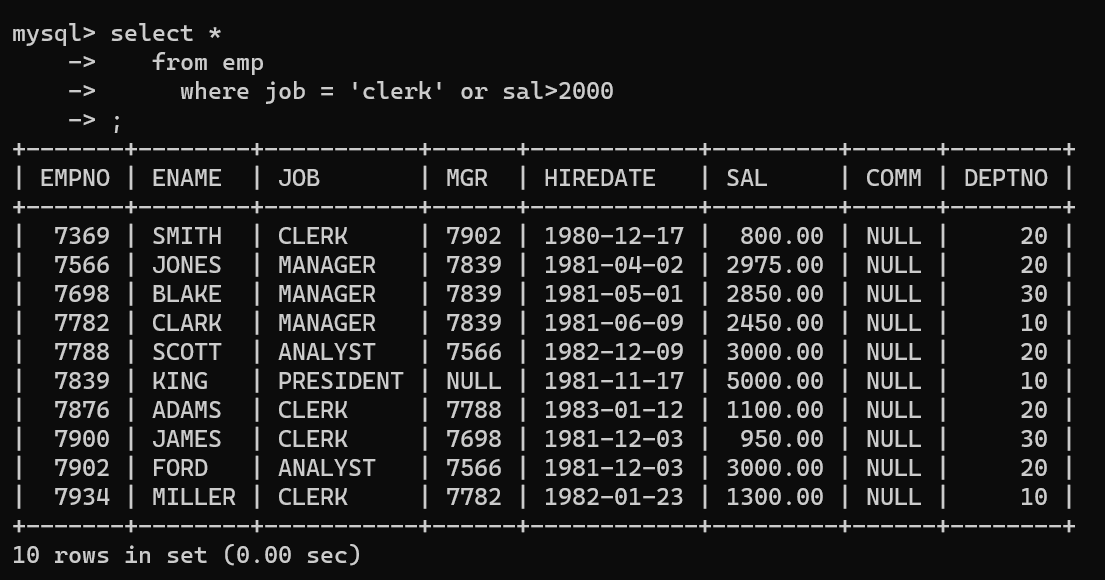 mysql> select *
    ->    from emp
    ->      where job = 'clerk' or sal>2000
    -> ;
+-------+--------+-----------+------+------------+---------+------+--------+
| EMPNO | ENAME  | JOB       | MGR  | HIREDATE   | SAL     | COMM | DEPTNO |
+-------+--------+-----------+------+------------+---------+------+--------+
|  7369 | SMITH  | CLERK     | 7902 | 1980-12-17 |  800.00 | NULL |     20 |
|  7566 | JONES  | MANAGER   | 7839 | 1981-04-02 | 2975.00 | NULL |     20 |
|  7698 | BLAKE  | MANAGER   | 7839 | 1981-05-01 | 2850.00 | NULL |     30 |
|  7782 | CLARK  | MANAGER   | 7839 | 1981-06-09 | 2450.00 | NULL |     10 |
|  7788 | SCOTT  | ANALYST   | 7566 | 1982-12-09 | 3000.00 | NULL |     20 |
|  7839 | KING   | PRESIDENT | NULL | 1981-11-17 | 5000.00 | NULL |     10 |
|  7876 | ADAMS  | CLERK     | 7788 | 1983-01-12 | 1100.00 | NULL |     20 |
|  7900 | JAMES  | CLERK     | 7698 | 1981-12-03 |  950.00 | NULL |     30 |
|  7902 | FORD   | ANALYST   | 7566 | 1981-12-03 | 3000.00 | NULL |     20 |
|  7934 | MILLER | CLERK     | 7782 | 1982-01-23 | 1300.00 | NULL |     10 |
+-------+--------+-----------+------+------------+---------+------+--------+
10 rows in set (0.00 sec)